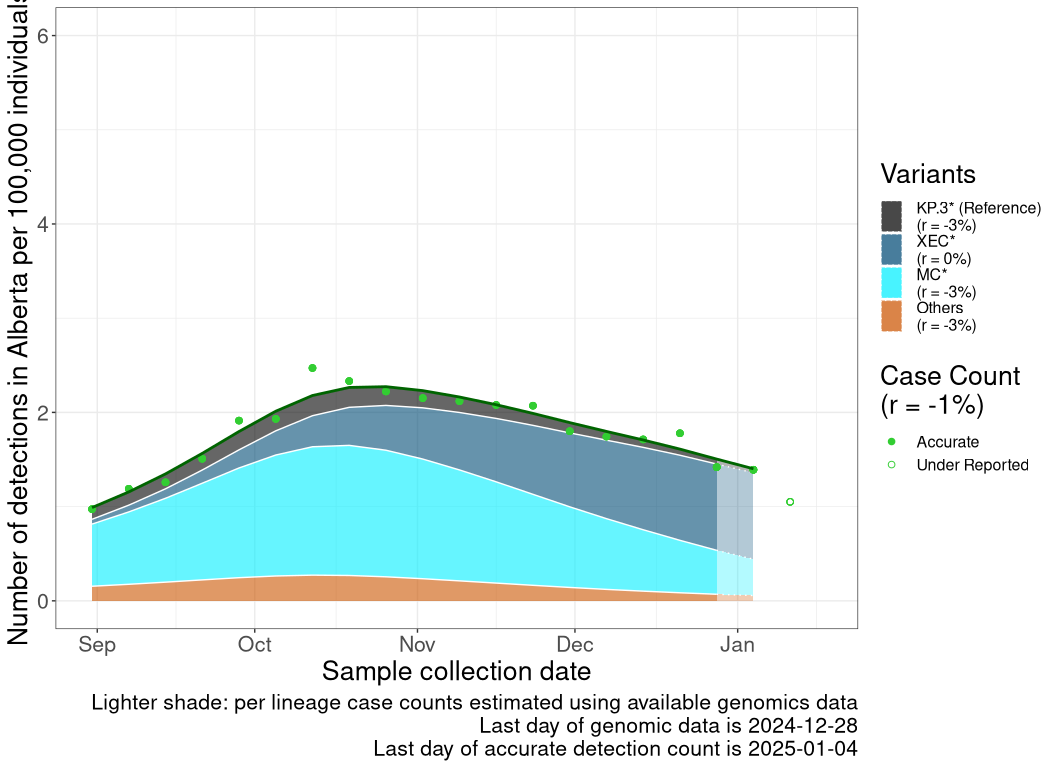 Number of detections in Alberta per 100,000 individuals
6
4
2
0
Sep Oct Nov Dec Jan
Sample collection date
Lighter shade: per lineage case counts estimated using available genomics data
Last day of genomic data is 2024-12-28
Last day of accurate detection count is 2025-01-04
Variants
KP.3* (Reference)
(r = -3%)
XEC*
(r = 0%)
MC*
(r = -3%)
Others
(r = -3%)
Case Count
(r = -1%)
Accurate
Under Reported